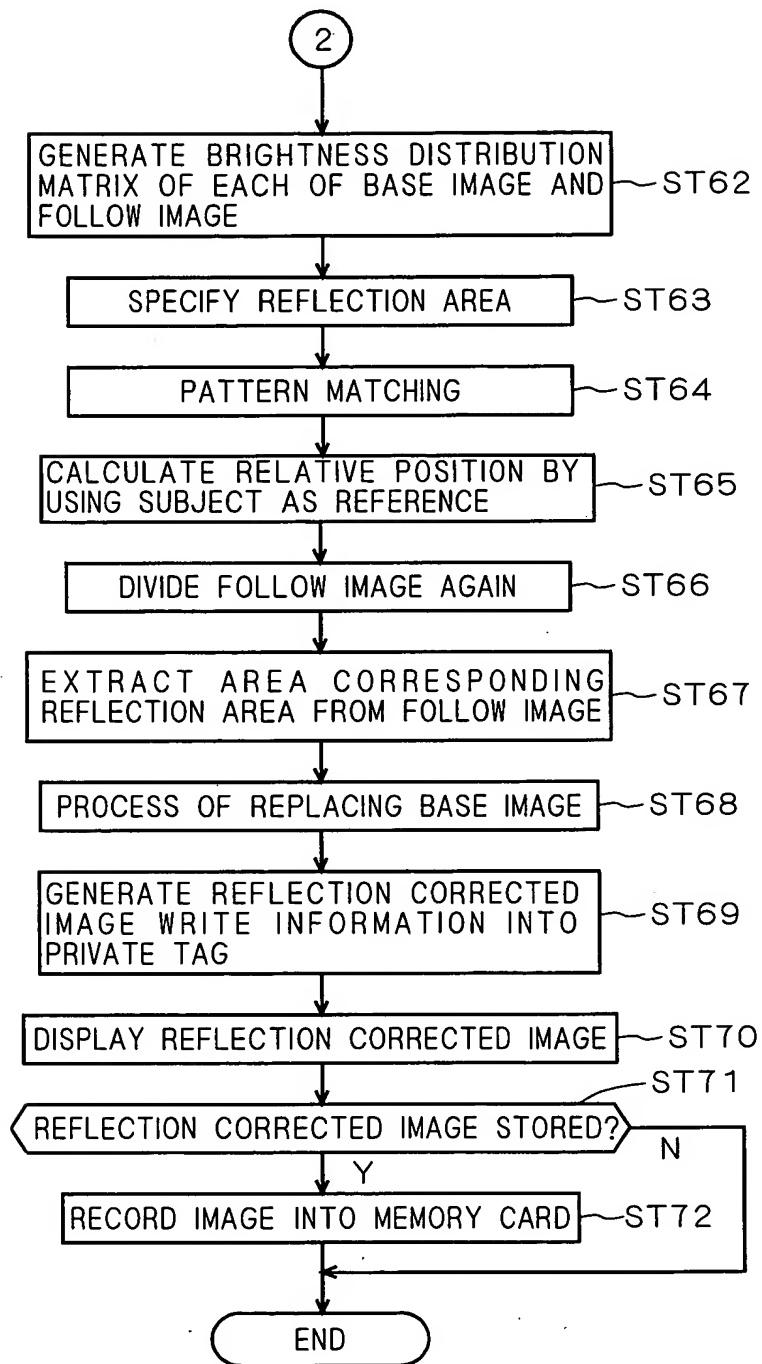 2
GENERATE BRIGHTNESS DISTRIBUTION
MATRIX OF EACH OF BASE IMAGE AND
FOLLOW IMAGE
ST62
SPECIFY REFLECTION AREA
ST63
PATTERN MATCHING
ST64
CALCULATE RELATIVE POSITION BY
USING SUBJECT AS REFERENCE
ST65
DIVIDE FOLLOW IMAGE AGAIN
ST66
EXTRACT AREA CORRESPONDING
REFLECTION AREA FROM FOLLOW IMAGE
ST67
PROCESS OF REPLACING BASE IMAGE
ST68
GENERATE REFLECTION CORRECTED
IMAGE WRITE INFORMATION INTO
PRIVATE TAG
ST69
DISPLAY REFLECTION CORRECTED IMAGE
ST70
ST71
REFLECTION CORRECTED IMAGE STORED?
N
Y
RECORD IMAGE INTO MEMORY CARD
ST72
END